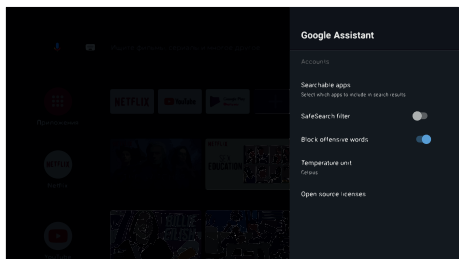 Google Assistant
Accounts
Searchable apps
Select which apps to include in search results
SafeSearch filter
Block offensive words
Temperature unit
Celsius
Open source licenses
NETFLIX
YouTube
NETFLIX